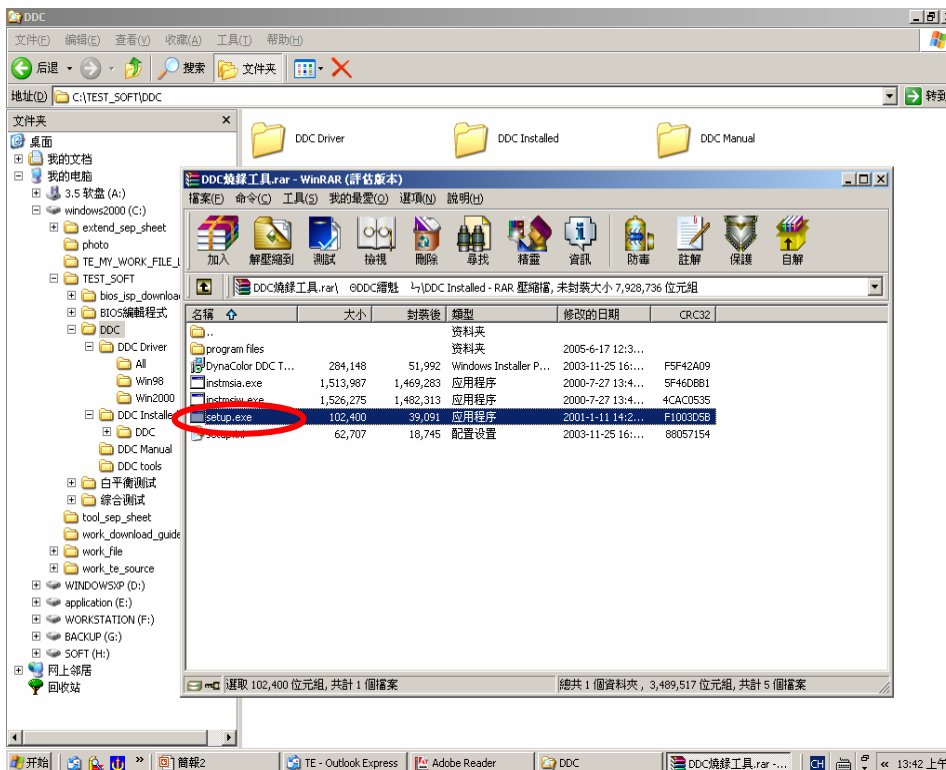 DDC
文件(F) 编辑(E) 查看(V) 收藏(A) 工具(T) 帮助(H)
后退 搜索 文件夹
地址(D) C:\TEST_SOFT\DDC 转到
文件夹
桌面
我的文档
我的电脑
3.5 软盘 (A:)
windows2000 (C:)
extend_sep_sheet
photo
TE_MY_WORK_FILE_
TEST_SOFT
bios_isp_downloa
BIOS編輯程式
DDC
DDC Driver
All
Win98
Win2000
DDC Installe
DDC
DDC Manual
DDC tools
白平衡测试
综合测试
tool_sep_sheet
work_download_guide
work_file
work_te_source
WINDOWSXP (D:)
application (E:)
WORKSTATION (F:)
BACKUP (G:)
SOFT (H:)
网上邻居
回收站
DDC Driver DDC Installed DDC Manual
DDC燒錄工具.rar - WinRAR (評估版本)
檔案(F) 命令(C) 工具(S) 我的最愛(O) 選項(N) 說明(H)
加入 解壓縮到 測試 檢視 刪除 尋找 精靈 資訊 防毒 註解 保護 自解
DDC燒錄工具.rar\ \DDC Installed - RAR 壓縮檔, 未封裝大小 7,928,736 位元組
名稱 大小 封裝後 類型 修改的日期 CRC32
.. 资料夹
program files 资料夹 2005-6-17 12:3...
DynaColor DDC T... 284,148 51,992 Windows Installer P... 2003-11-25 16:... F5F42A09
instmsia.exe 1,513,987 1,469,283 应用程序 2000-7-27 13:4... 5F46DBB1
instmsiw.exe 1,526,275 1,482,313 应用程序 2000-7-27 13:4... 4CAC0535
setup.exe 102,400 39,091 应用程序 2001-1-11 14:2... F1003D5B
62,707 18,745 配置设置 2003-11-25 16:... 88057154
選取 102,400 位元組, 共計 1 個檔案 總共 1 個資料夾 , 3,489,517 位元組, 共計 5 個檔案
开始 簡報2 TE - Outlook Express Adobe Reader DDC DDC燒錄工具.rar -... CH 13:42 上午